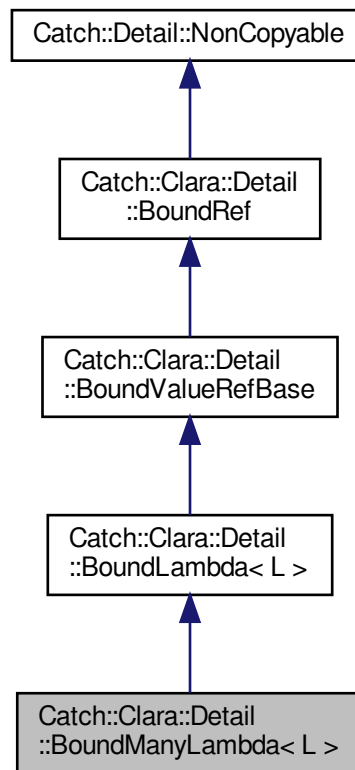 Catch::Detail::NonCopyable
Catch::Clara::Detail
::BoundRef
Catch::Clara::Detail
::BoundValueRefBase
Catch::Clara::Detail
::BoundLambda< L >
Catch::Clara::Detail
::BoundManyLambda< L >